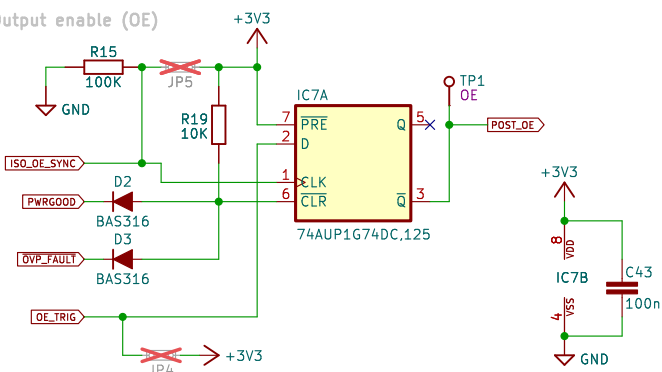 utput enable (OE)
+3V3
R15
100K
JP5
GND
R19
10K
IC7A
7
PRE
2
D
1
CLK
6
CLR
Q
5
Q
3
74AUP1G74DC,125
TP1
OE
POST_OE
ISO_OE_SYNC
PWRGOOD
D2
BAS316
OVP_FAULT
D3
BAS316
OE_TRIG
JP4
+3V3
+3V3
8
VDD
IC7B
4
VSS
C43
100n
GND